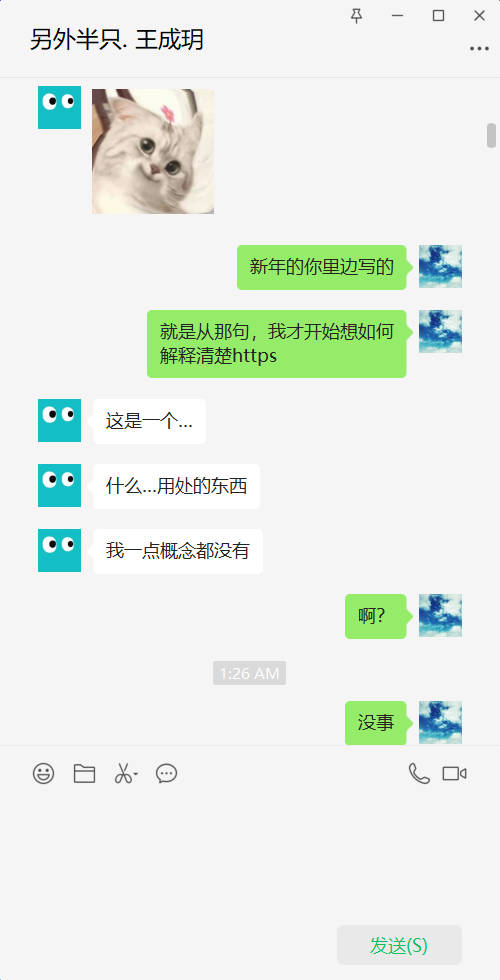 另外半只. 王成玥
新年的你里边写的
就是从那句，我才开始想如何
解释清楚https
这是一个...
什么...用处的东西
我一点概念都没有
啊？
1:26 AM
没事
发送(S)